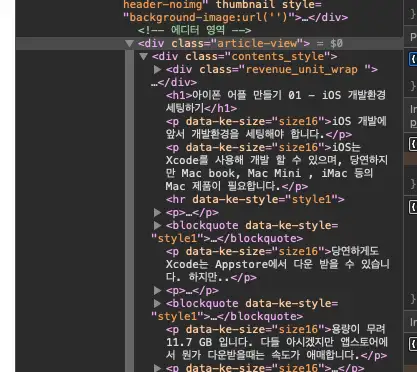 header-noimg" thumbnail style=
"background-image:url('')">…</div>
<!-- 에디터 영역 -->
▼<div class="article-view"> = $0
▼<div class="contents_style">
▶<div class="revenue_unit_wrap ">
…</div>
<h1>아이폰 어플 만들기 01 – iOS 개발환경
세팅하기</h1>
<p data-ke-size="size16">iOS 개발에
앞서 개발환경을 세팅해야 합니다.</p>
<p data-ke-size="size16">iOS는
Xcode를 사용해 개발 할 수 있으며, 당연하지
만 Mac book, Mac Mini , iMac 등의
Mac 제품이 필요합니다.</p>
<hr data-ke-style="style1">
▶<p>…</p>
▶<blockquote data-ke-style=
"style1">…</blockquote>
<p data-ke-size="size16">당연하게도
Xcode는 Appstore에서 다운 받을 수 있습니
다. 하지만..</p>
▶<p>…</p>
▶<blockquote data-ke-style=
"style1">…</blockquote>
<p data-ke-size="size16">용량이 무려
11.7 GB 입니다. 다들 아시겠지만 앱스토어에
서 뭔가 다운받을때는 속도가 애매합니다.</p>
▶<p data-ke-size="size16">…</p>